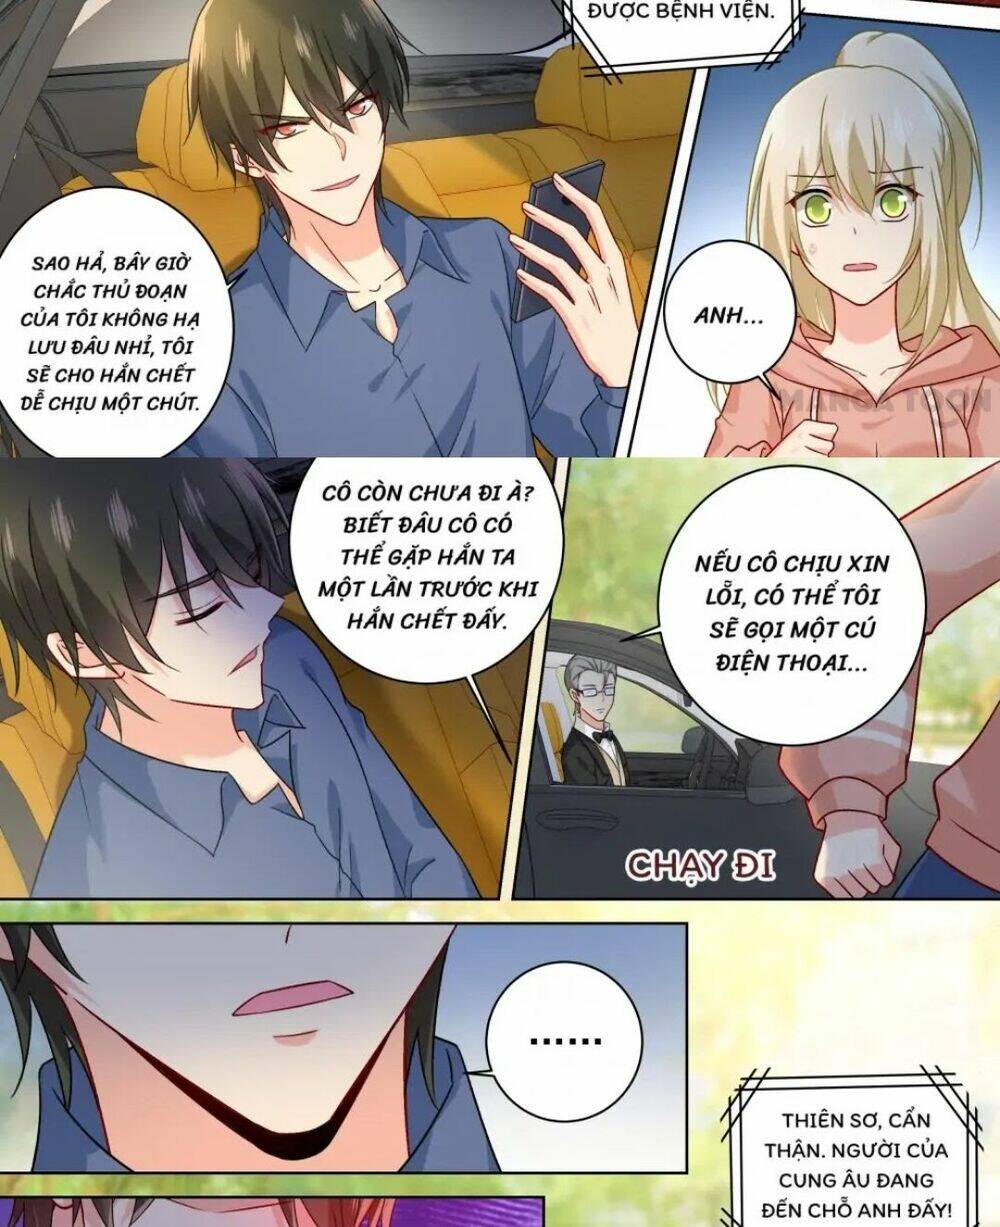 ĐƯỢC BỆNH VIỆN.
SAO HẢ, BÂY GIỜ
CHẮC THỦ ĐOẠN
CỦA TÔI KHÔNG HẠ
LƯU ĐÂU NHỈ, TÔI
SẼ CHO HẮN CHẾT
DỄ CHỊU MỘT CHÚT.
ANH...
MANGA TOON
CÔ CÒN CHƯA ĐI À?
BIẾT ĐÂU CÔ CÓ
THỂ GẶP HẮN TA
MỘT LẦN TRƯỚC KHI
HẮN CHẾT ĐẤY.
NẾU CÔ CHỊU XIN
LỖI, CÓ THỂ TÔI
SẼ GỌI MỘT CÚ
ĐIỆN THOẠI...
CHẠY ĐI
......
THIÊN SƠ, CẨN
THẬN. NGƯỜI CỦA
CUNG ÂU ĐANG
ĐẾN CHỖ ANH ĐẤY!